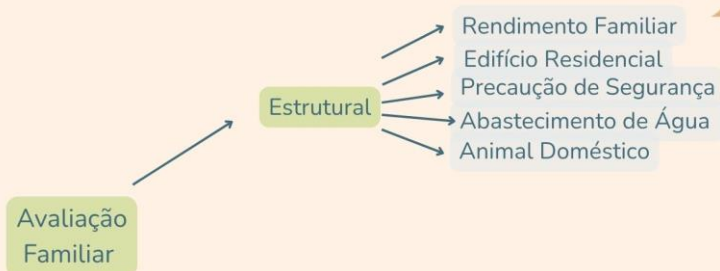 Rendimento Familiar
Edifício Residencial
Precaução de Segurança
Estrutural
Abastecimento de Água
Animal Doméstico
Avaliação
Familiar